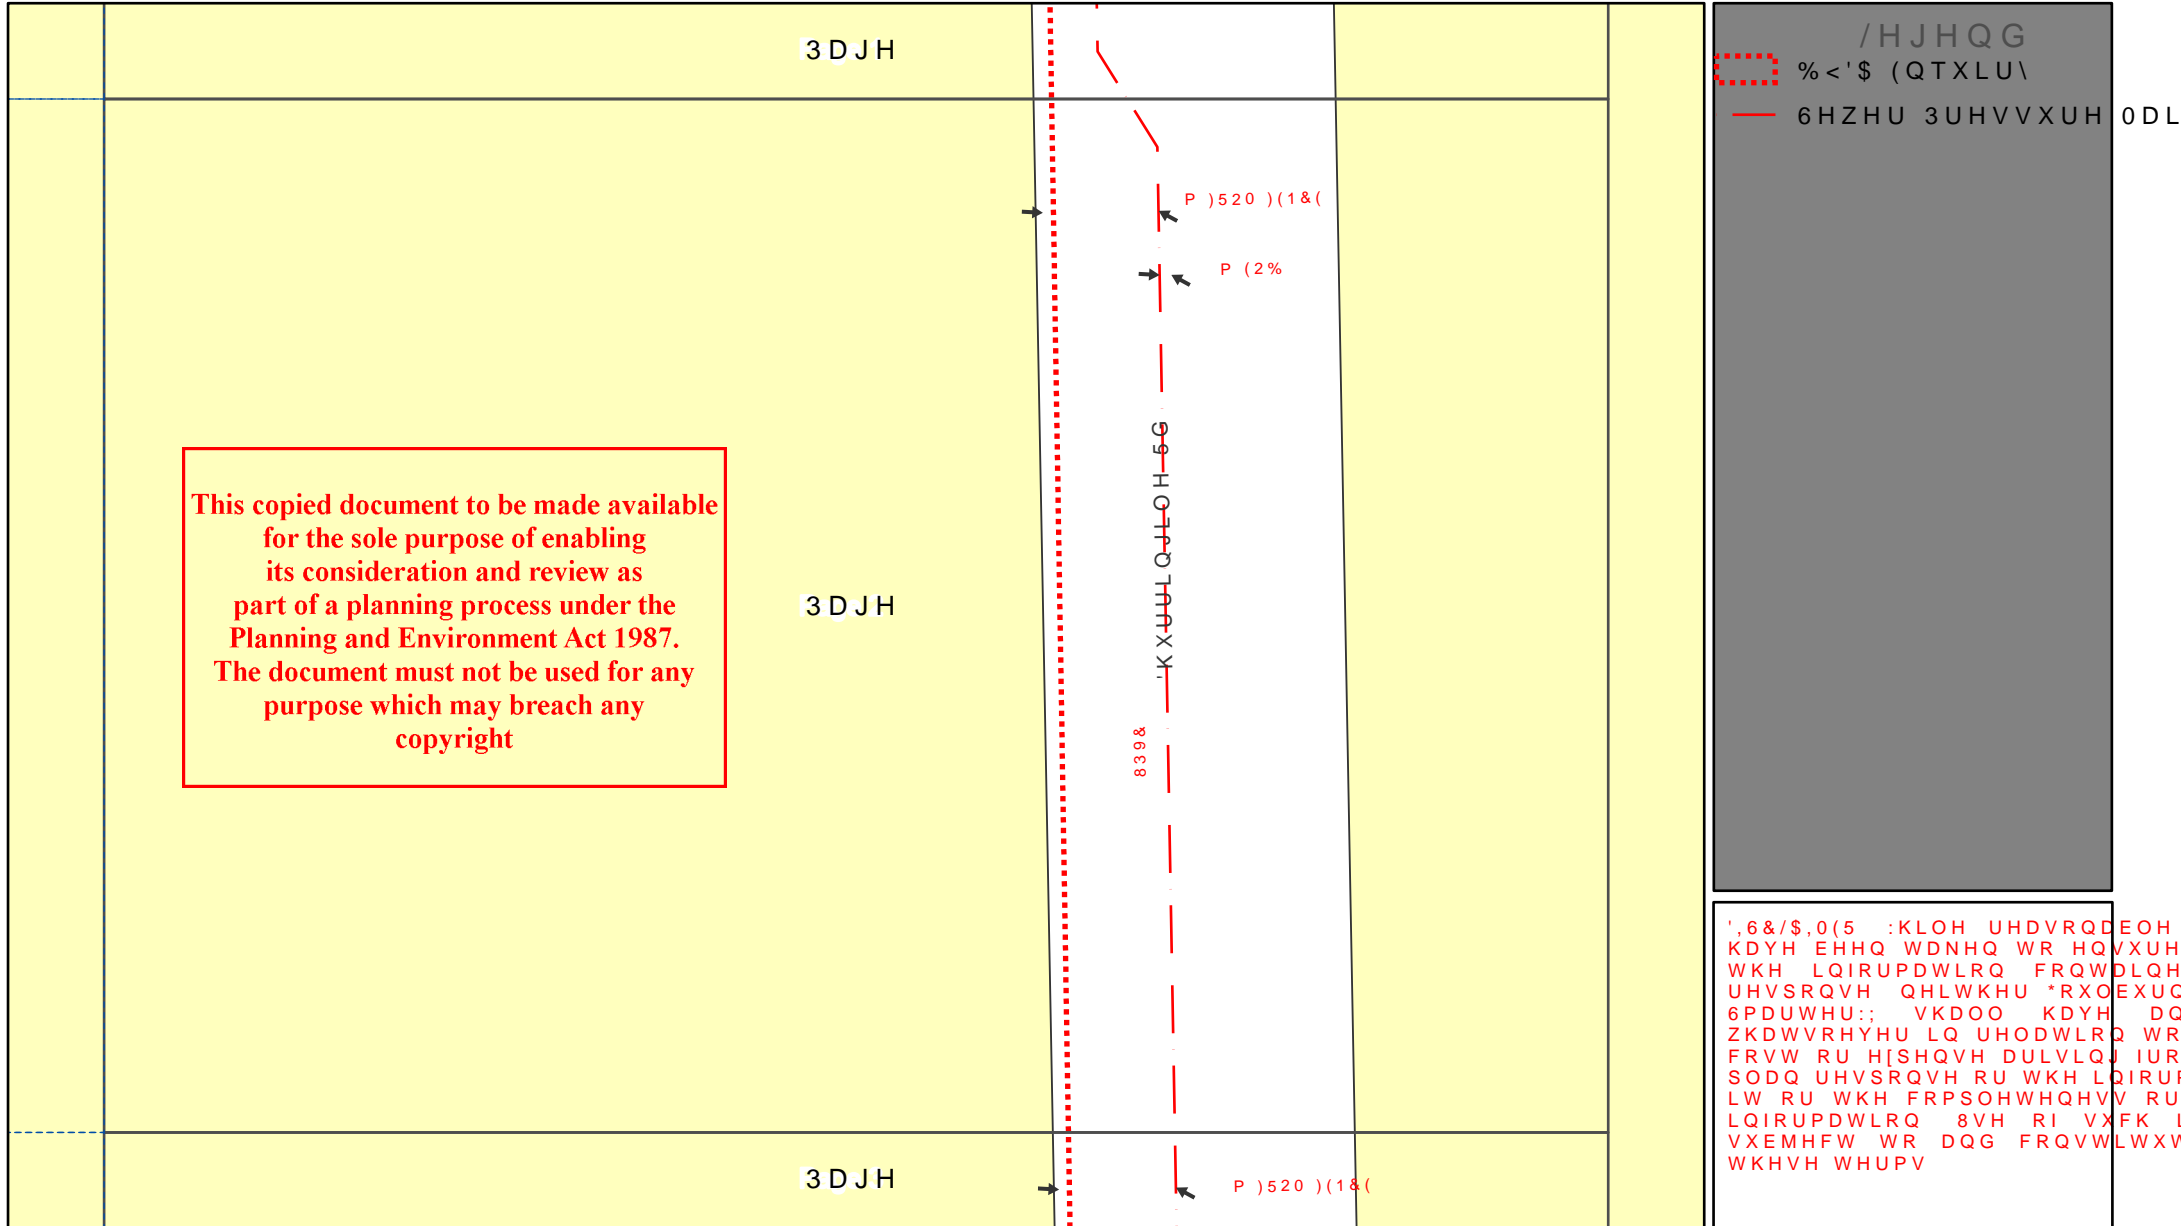 3DJH
/HJHQG
%<'$ (QTXLU\
6HZHU 3UHVVXUH 0DL
P )520 )(1&(
P (2%
'KXUULQJLOH 5G
This copied document to be made available
for the sole purpose of enabling
its consideration and review as
part of a planning process under the
Planning and Environment Act 1987.
The document must not be used for any
purpose which may breach any
copyright
3DJH
839&
',6&/$,0(5 :KLOH UHDVRQDEOH
KDYH EHHQ WDNHQ WR HQVXUH
WKH LQIRUPDWLRQ FRQWDLQH
UHVSRQVH QHLWKHU *RXOEXUQ
6PDUWHU:; VKDOO KDYH DQ
ZKDWVRHYHU LQ UHODWLRQ WR
FRVW RU H[SHQVH DULVLQJ IUR
SODQ UHVSRQVH RU WKH LQIRUP
LW RU WKH FRPSOHWHQHVV RU
LQIRUPDWLRQ 8VH RI VXFK L
VXEMHFW WR DQG FRQVWLWXW
WKHVH WHUPV
3DJH
P )520 )(1&(